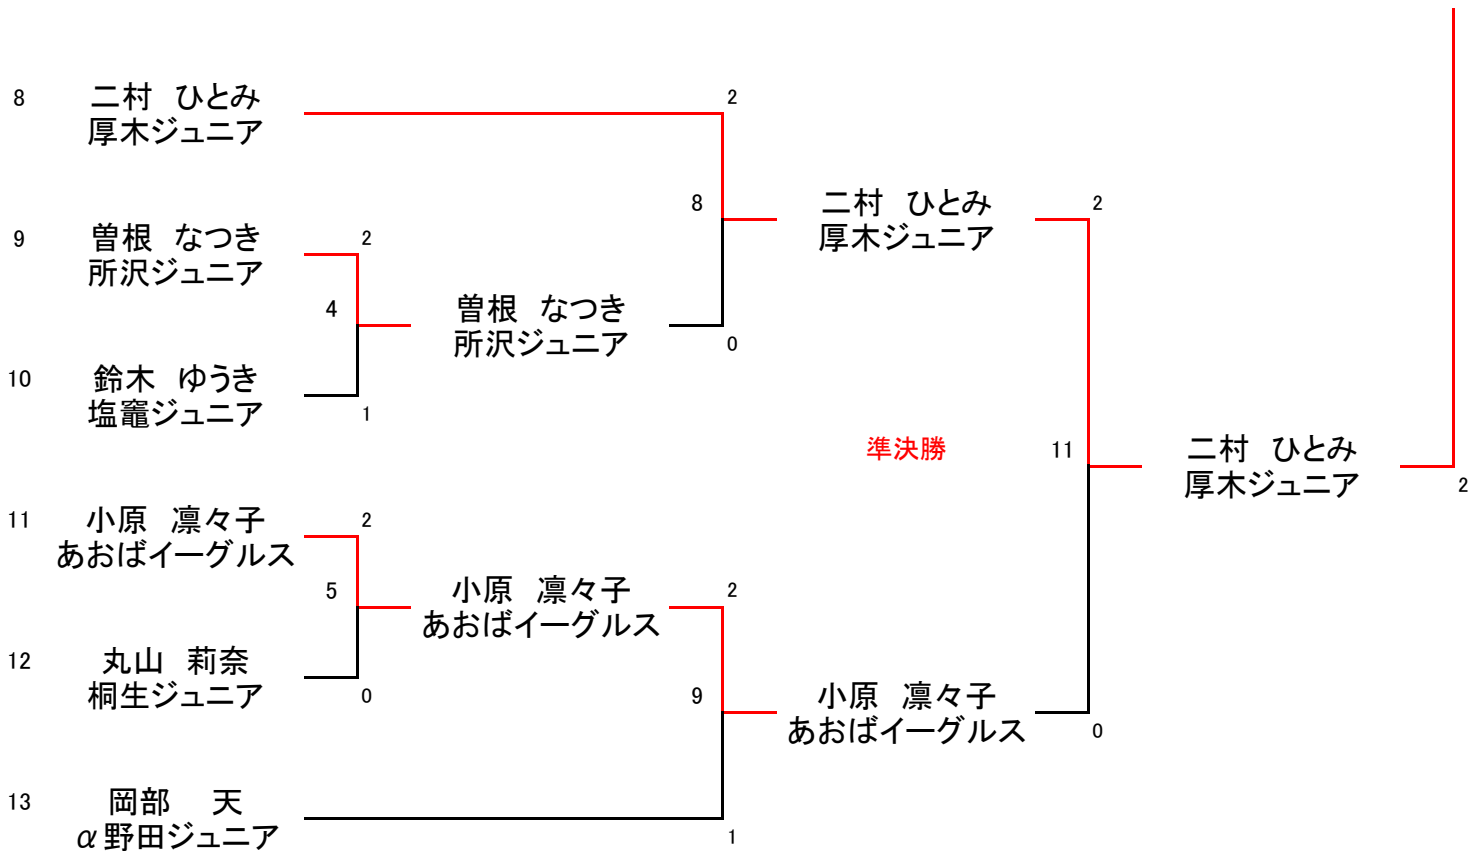 8
二村 ひとみ
厚木ジュニア
2
9
曽根 なつき
所沢ジュニア
2
4
10
鈴木 ゆうき
塩竈ジュニア
1
曽根 なつき
所沢ジュニア
0
8
二村 ひとみ
厚木ジュニア
2
準決勝
11
二村 ひとみ
厚木ジュニア
2
11
小原 凛々子
あおばイーグルス
2
5
12
丸山 莉奈
桐生ジュニア
0
小原 凛々子
あおばイーグルス
2
9
小原 凛々子
あおばイーグルス
0
13
岡部 天
α野田ジュニア
1